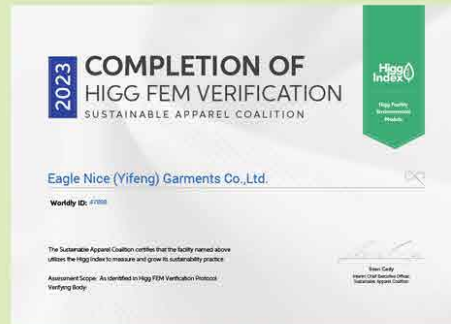 2023
COMPLETION OF
HIGG FEM VERIFICATION
SUSTAINABLE APPAREL COALITION
Higg
Index
Higg Facility
Environmental
Module
Eagle Nice (Yifeng) Garments Co.,Ltd.
Worldly ID:
The Sustainable Apparel Coalition certifies that the facility named above
utilises the Higg Index to measure and grow its sustainability practice
Assessment Scope: As identified in Higg FEM Verification Protocol
Verifying Body:
Interim Chief Executive Officer,
Sustainable Apparel Coalition